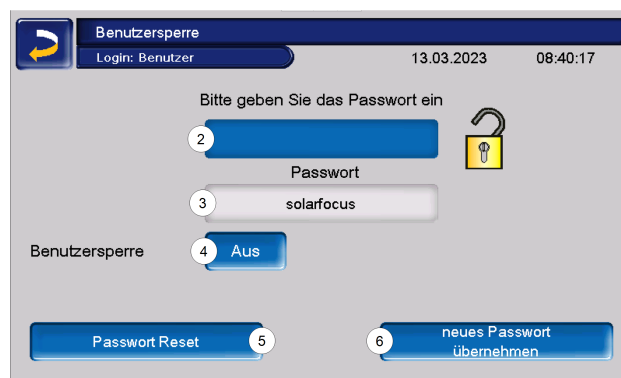 Benutzersperre
Login: Benutzer 13.03.2023 08:40:17
Bitte geben Sie das Passwort ein
2
Passwort
3 solarfocus
Benutzersperre 4 Aus
Passwort Reset 5 6 neues Passwort
übernehmen